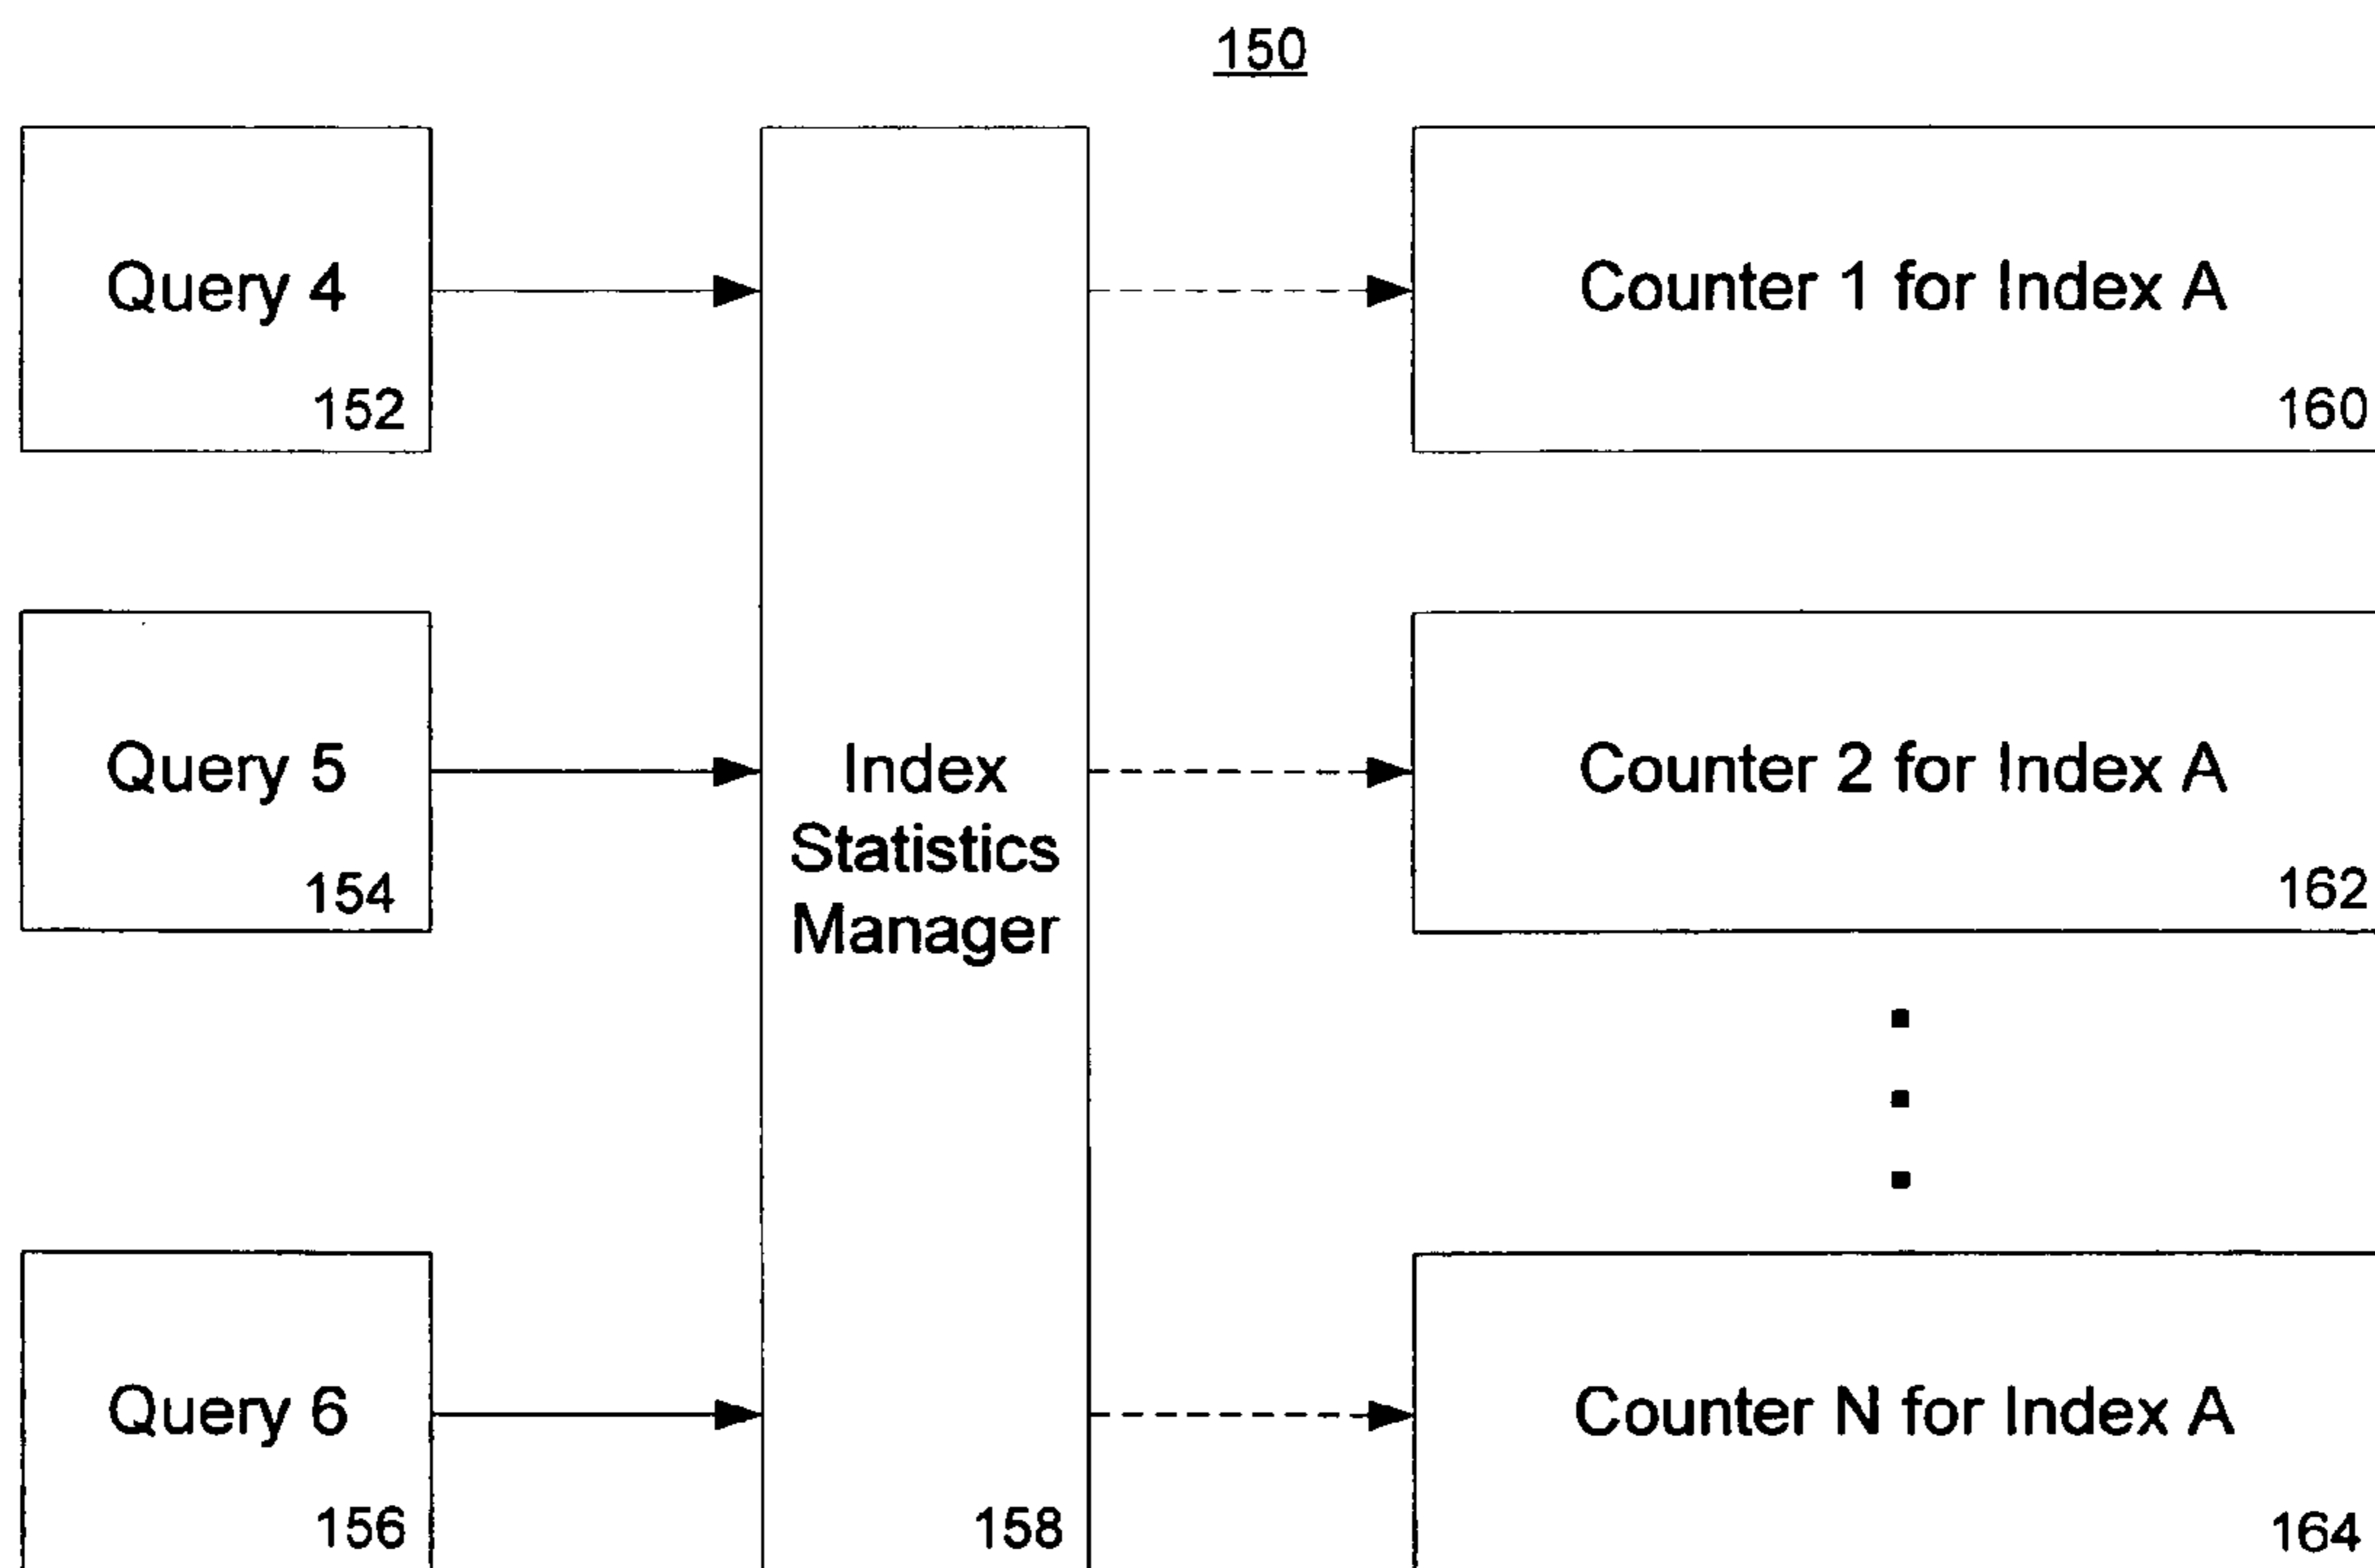 150
Query 4
152
Counter 1 for Index A
160
Query 5
154
Index
Statistics
Manager
158
Counter 2 for Index A
162
Query 6
156
Counter N for Index A
164